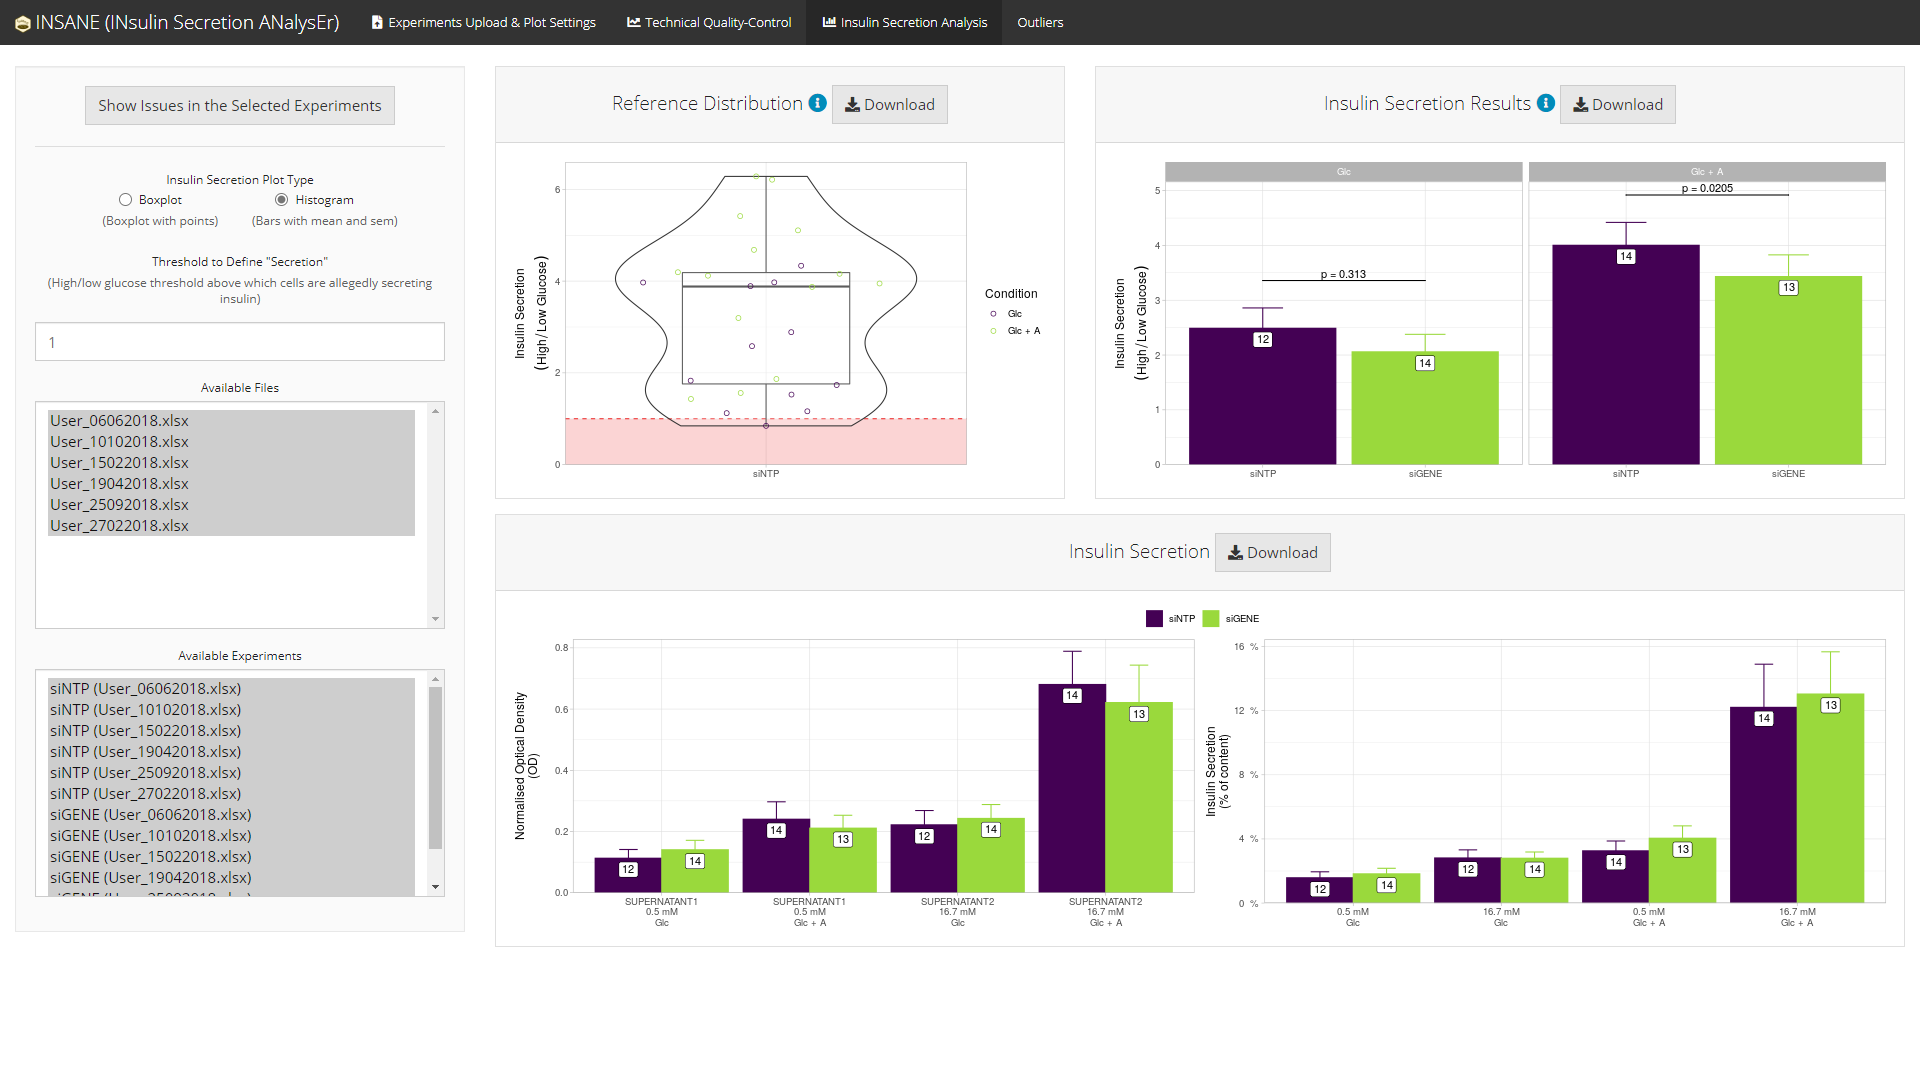 INSANE (INsulin Secretion ANalysEr)
Experiments Upload & Plot Settings
Technical Quality-Control
Insulin Secretion Analysis
Outliers
Show Issues in the Selected Experiments
Insulin Secretion Plot Type
Boxplot
(Boxplot with points)
Histogram
(Bars with mean and sem)
Threshold to Define "Secretion"
(High/low glucose threshold above which cells are allegedly secreting
insulin)
1
Available Files
User_06062018.xlsx
User_10102018.xlsx
User_15022018.xlsx
User_19042018.xlsx
User_25092018.xlsx
User_27022018.xlsx
Available Experiments
siNTP (User_06062018.xlsx)
siNTP (User_10102018.xlsx)
siNTP (User_15022018.xlsx)
siNTP (User_19042018.xlsx)
siNTP (User_25092018.xlsx)
siNTP (User_27022018.xlsx)
siGENE (User_06062018.xlsx)
siGENE (User_10102018.xlsx)
siGENE (User_15022018.xlsx)
siGENE (User_19042018.xlsx)
siGENE (User_25092018.xlsx)
Reference Distribution
Download
Insulin Secretion
(High/Low Glucose)
6
4
2
0
siNTP
Condition
Glc
Glc + A
Insulin Secretion Results
Download
Insulin Secretion
(High/Low Glucose)
5
4
3
2
1
0
Glc
p = 0.313
12
14
siNTP
siGENE
Glc + A
p = 0.0205
14
13
siNTP
siGENE
Insulin Secretion
Download
siNTP
siGENE
Normalised Optical Density
(OD)
0.8
0.6
0.4
0.2
0.0
12
14
14
13
12
14
14
13
SUPERNATANT1
0.5 mM
Glc
SUPERNATANT1
0.5 mM
Glc + A
SUPERNATANT2
16.7 mM
Glc
SUPERNATANT2
16.7 mM
Glc + A
Insulin Secretion
(% of content)
16 %
12 %
8 %
4 %
0 %
12
14
12
14
14
13
14
13
0.5 mM
Glc
16.7 mM
Glc
0.5 mM
Glc + A
16.7 mM
Glc + A